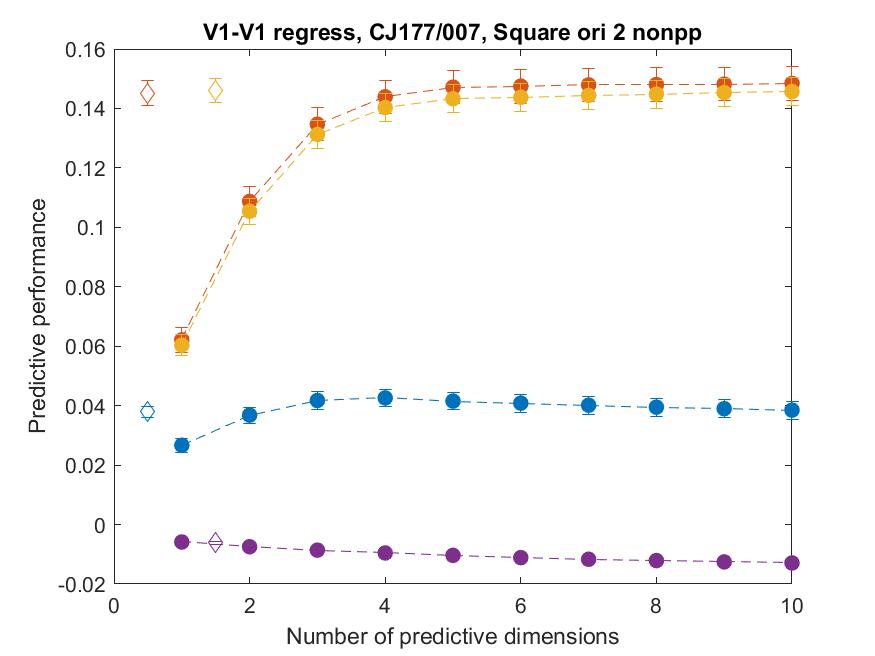 V1-V1 regress, CJ177/007, Square ori 2 nonpp
0.16
0.14
0.12
0.1
0.08
0.06
0.04
0.02
0
-0.02
Predictive performance
0 2 4 6 8 10
Number of predictive dimensions